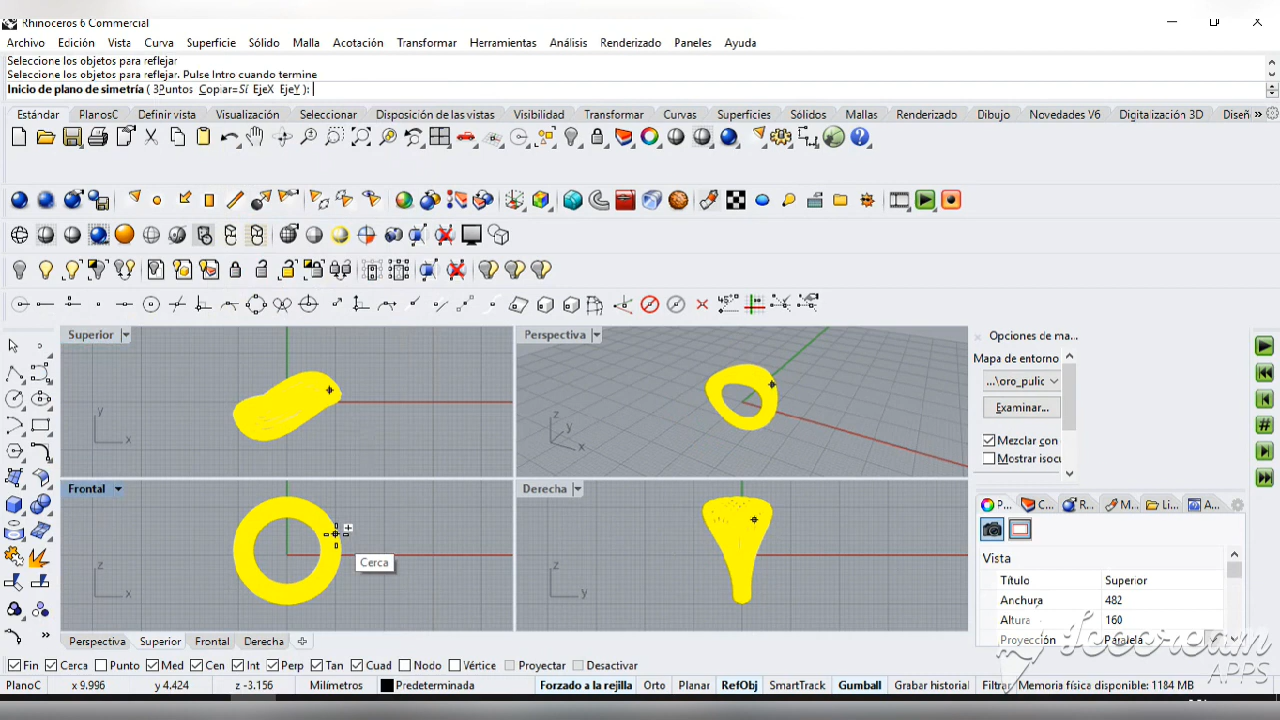 Rhinoceros 6 Commercial
Archivo Edición Vista Curva Superficie Sólido Malla Acotación Transformar Herramientas Análisis Renderizado Paneles Ayuda
Seleccione los objetos para reflejar
Seleccione los objetos para reflejar. Pulse Intro cuando termine
Inicio de plano de simetría ( 3Puntos Copiar=Sí EjeX EjeY ):
Estándar PlanosC Definir vista Visualización Seleccionar Disposición de las vistas Visibilidad Transformar Curvas Superficies Sólidos Mallas Renderizado Dibujo Novedades V6 Digitalización 3D Diseñ »
Superior
Perspectiva
Opciones de ma...
Mapa de entorno
...\oro_pulic
Examinar...
Mezclar con
Mostrar isocu
y
x
z
y
x
Frontal
Derecha
P... C... R... M... Li... A...
Cerca
z
x
z
y
Vista
Título Superior
Anchura 482
Altura 160
Proyección Paralela
Perspectiva Superior Frontal Derecha
Icecream
APPS
Fin Cerca Punto Med Cen Int Perp Tan Cuad Nodo Vértice Proyectar Desactivar
PlanoC x 9.996 y 4.424 z -3.156 Milímetros Predeterminada Forzado a la rejilla Orto Planar RefObj SmartTrack Gumball Grabar historial Filtrar Memoria física disponible: 1184 MB